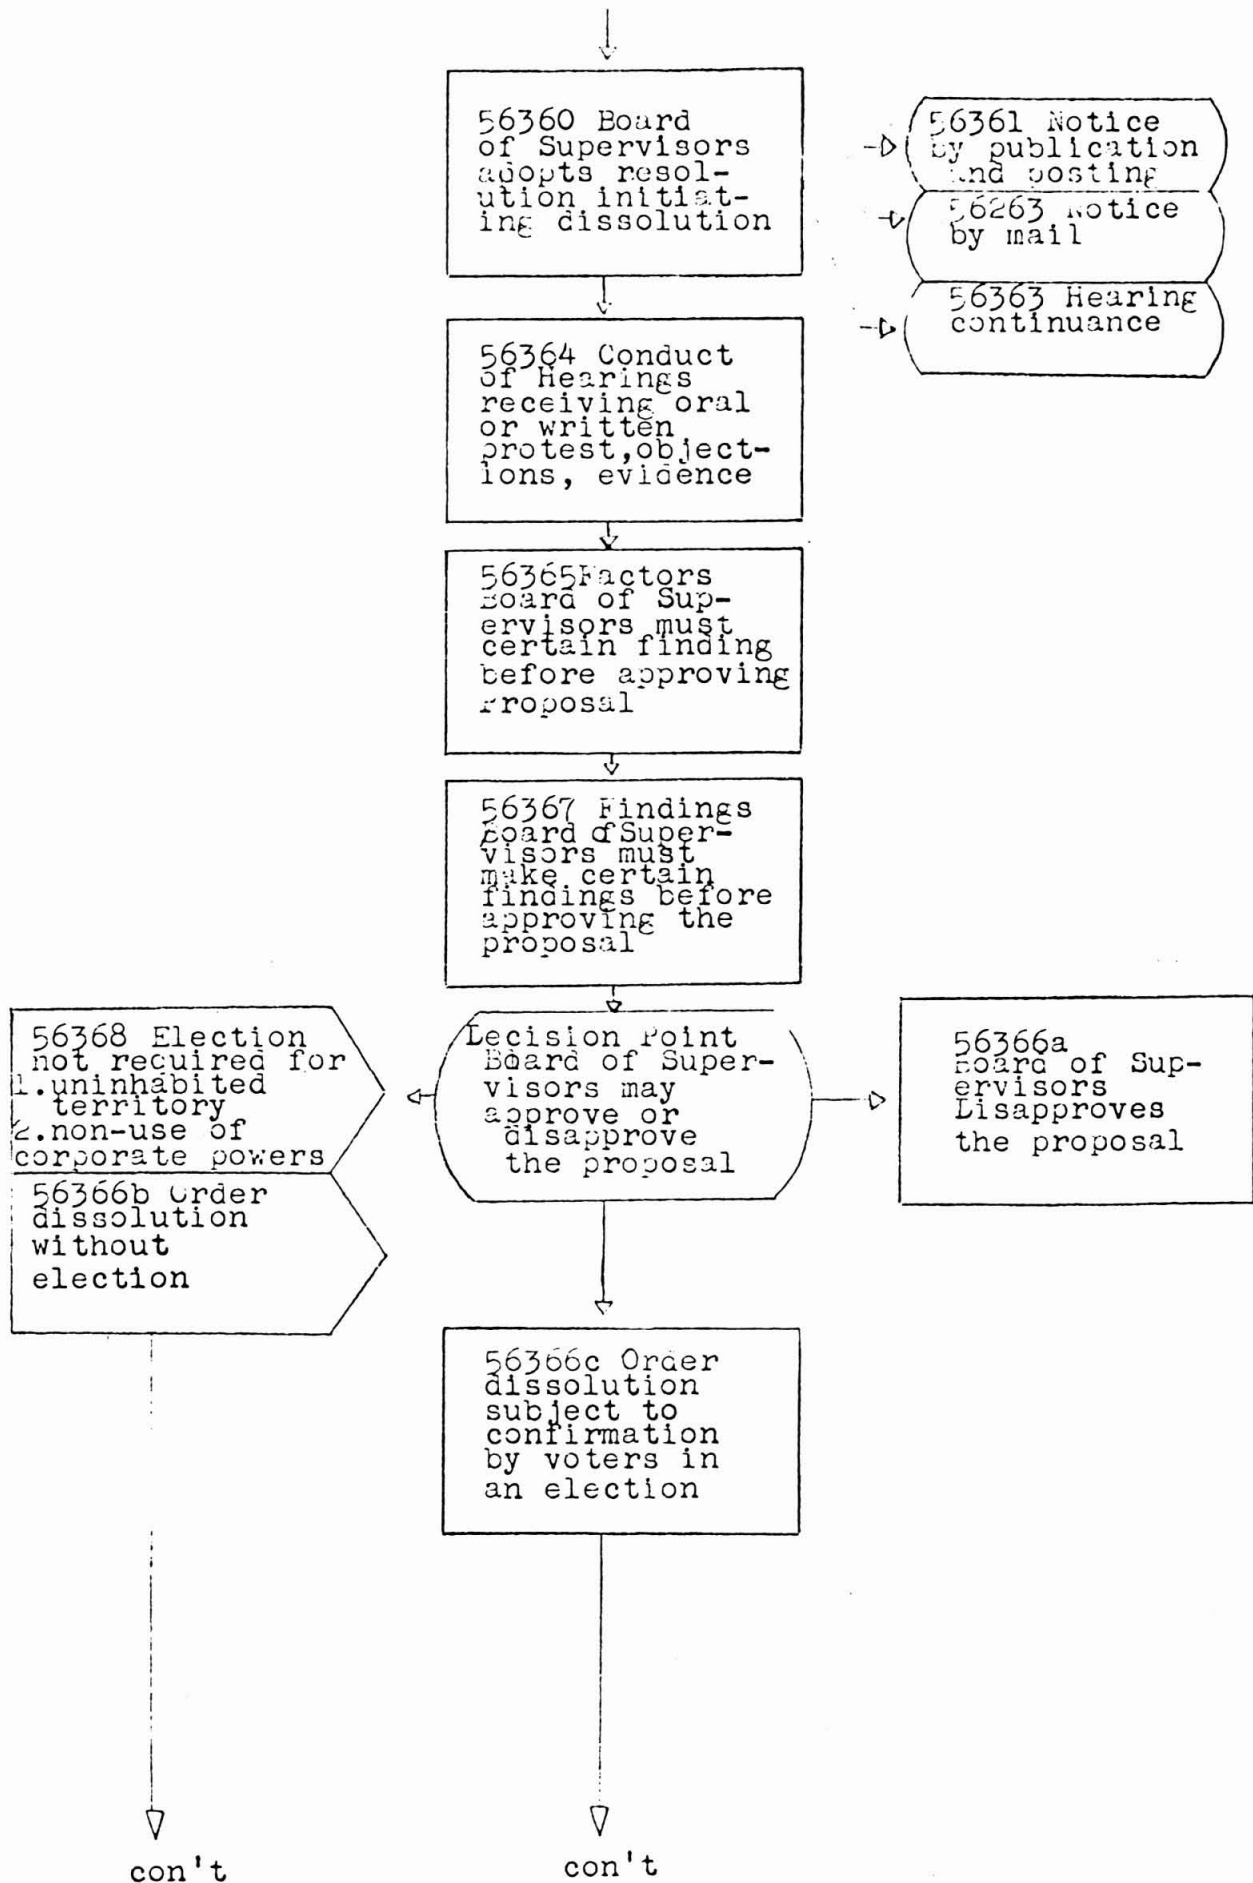 56360 Board
of Supervisors
adopts resol-
ution initiat-
ing dissolution
56361 Notice
by publication
and posting
56263 Notice
by mail
56363 Hearing
continuance
56364 Conduct
of Hearings
receiving oral
or written
protest,object-
ions, evidence
56365Factors
Board of Sup-
ervisors must
certain finding
before approving
Proposal
56367 Findings
Board of Super-
visors must
make certain
findings before
approving the
proposal
56368 Election
not required for
1.uninhabited
territory
2.non-use of
corporate powers
56366b Order
dissolution
without
election
Decision Point
Board of Super-
visors may
approve or
disapprove
the proposal
56366a
Board of Sup-
ervisors
Disapproves
the proposal
56366c Order
dissolution
subject to
confirmation
by voters in
an election
con't
con't